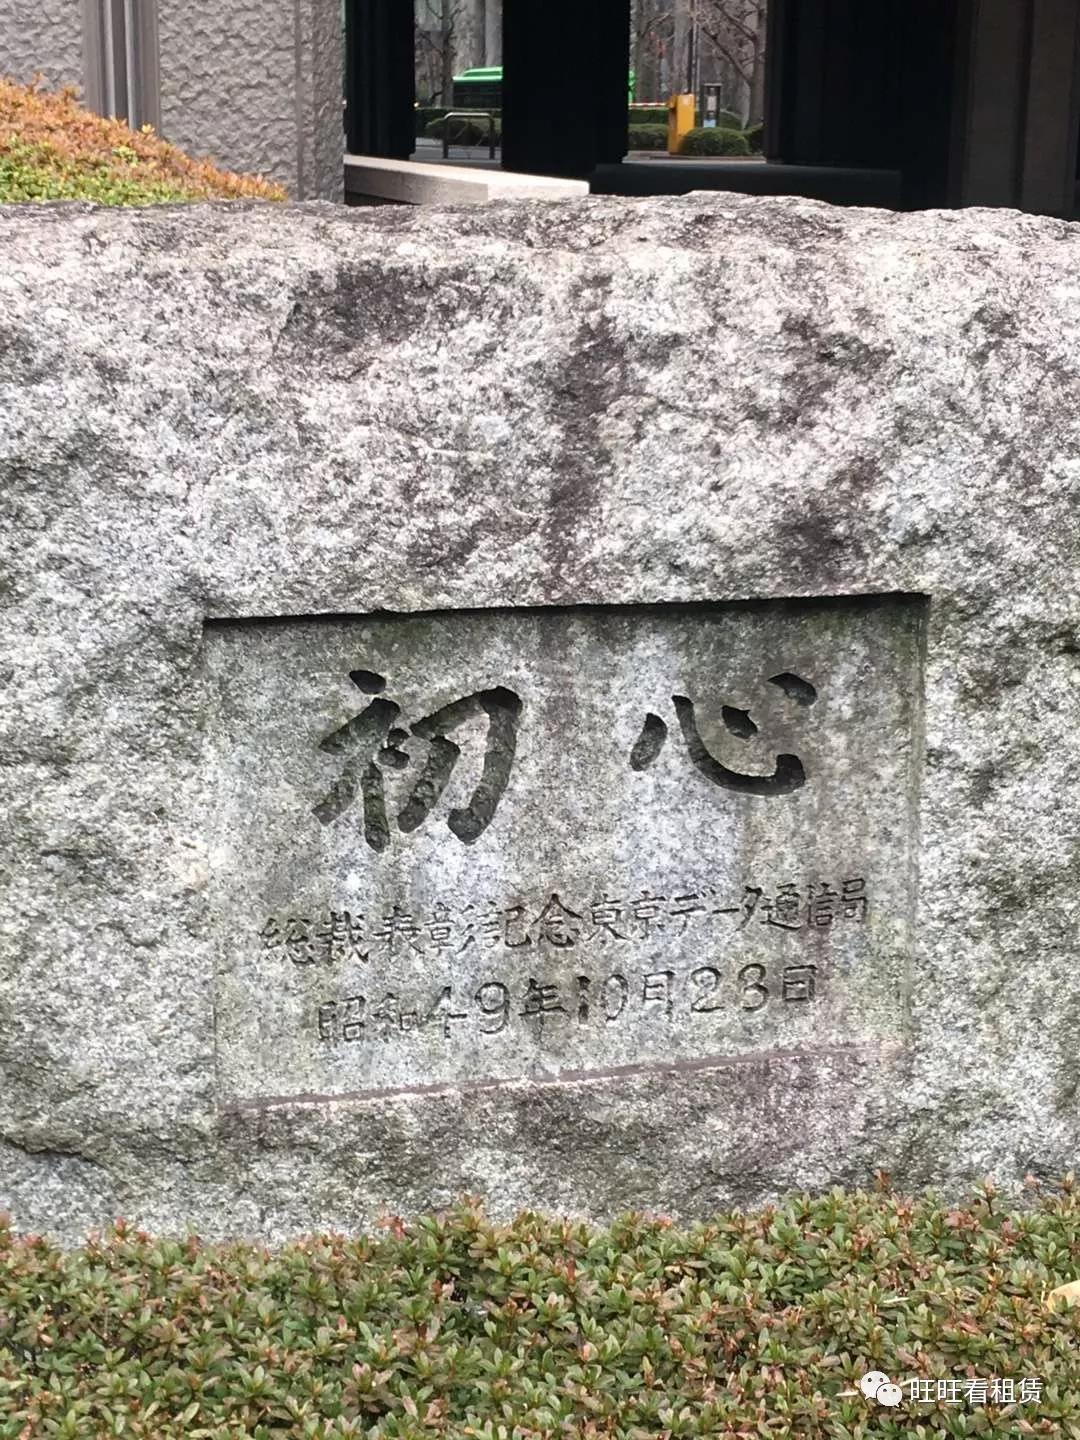 初心
総裁表彰記念東京データ通信局
昭和49年10月23日
旺旺看租赁